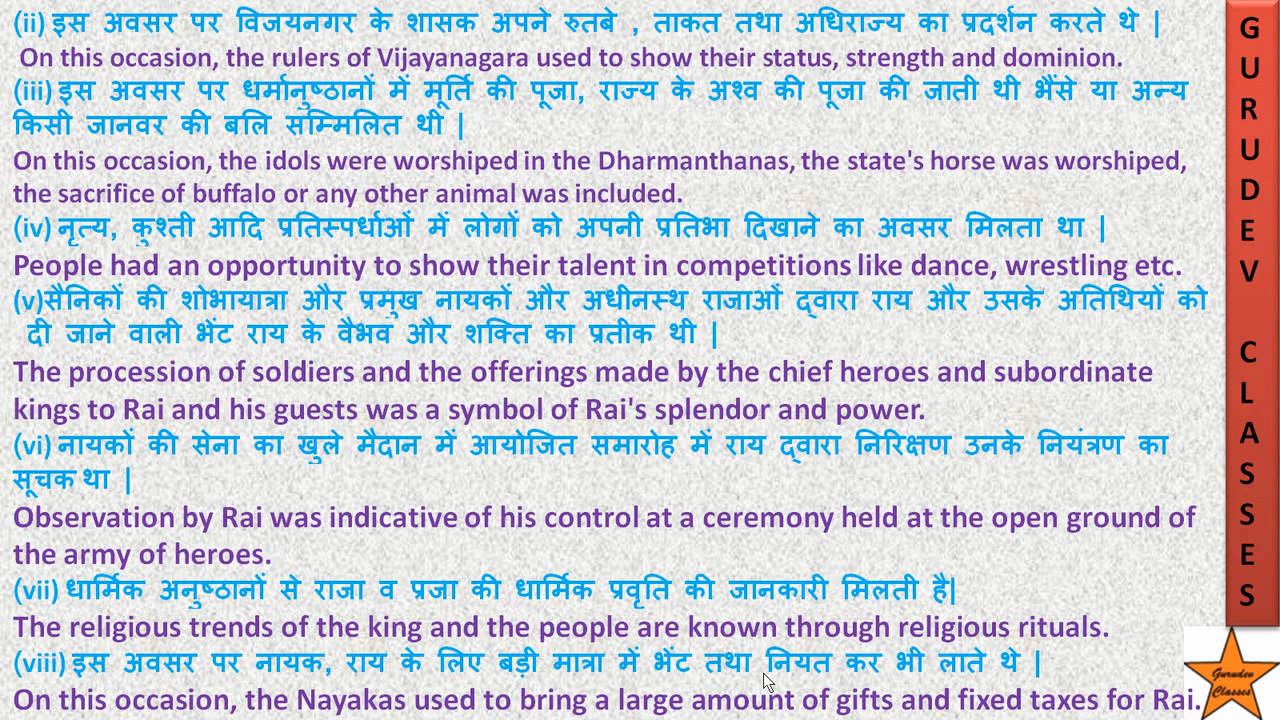 (ii) इस अवसर पर विजयनगर के शासक अपने रुतबे , ताकत तथा अधिराज्य का प्रदर्शन करते थे |
On this occasion, the rulers of Vijayanagara used to show their status, strength and dominion.
(iii) इस अवसर पर धर्मानुष्ठानों में मूर्ति की पूजा, राज्य के अश्व की पूजा की जाती थी भैंसे या अन्य
किसी जानवर की बलि सम्मिलित थी |
On this occasion, the idols were worshiped in the Dharmanthanas, the state's horse was worshiped,
the sacrifice of buffalo or any other animal was included.
(iv) नृत्य, कुश्ती आदि प्रतिस्पर्धाओं में लोगों को अपनी प्रतिभा दिखाने का अवसर मिलता था |
People had an opportunity to show their talent in competitions like dance, wrestling etc.
(v)सैनिकों की शोभायात्रा और प्रमुख नायकों और अधीनस्थ राजाओं द्वारा राय और उसके अतिथियों को
दी जाने वाली भेंट राय के वैभव और शक्ति का प्रतीक थी |
The procession of soldiers and the offerings made by the chief heroes and subordinate
kings to Rai and his guests was a symbol of Rai's splendor and power.
(vi) नायकों की सेना का खुले मैदान में आयोजित समारोह में राय द्वारा निरिक्षण उनके नियंत्रण का
सूचक था |
Observation by Rai was indicative of his control at a ceremony held at the open ground of
the army of heroes.
(vii) धार्मिक अनुष्ठानों से राजा व प्रजा की धार्मिक प्रवृति की जानकारी मिलती है|
The religious trends of the king and the people are known through religious rituals.
(viii) इस अवसर पर नायक, राय के लिए बड़ी मात्रा में भेंट तथा नियत कर भी लाते थे |
On this occasion, the Nayakas used to bring a large amount of gifts and fixed taxes for Rai.
GURUDEV CLASSES
Gurudev
Classes